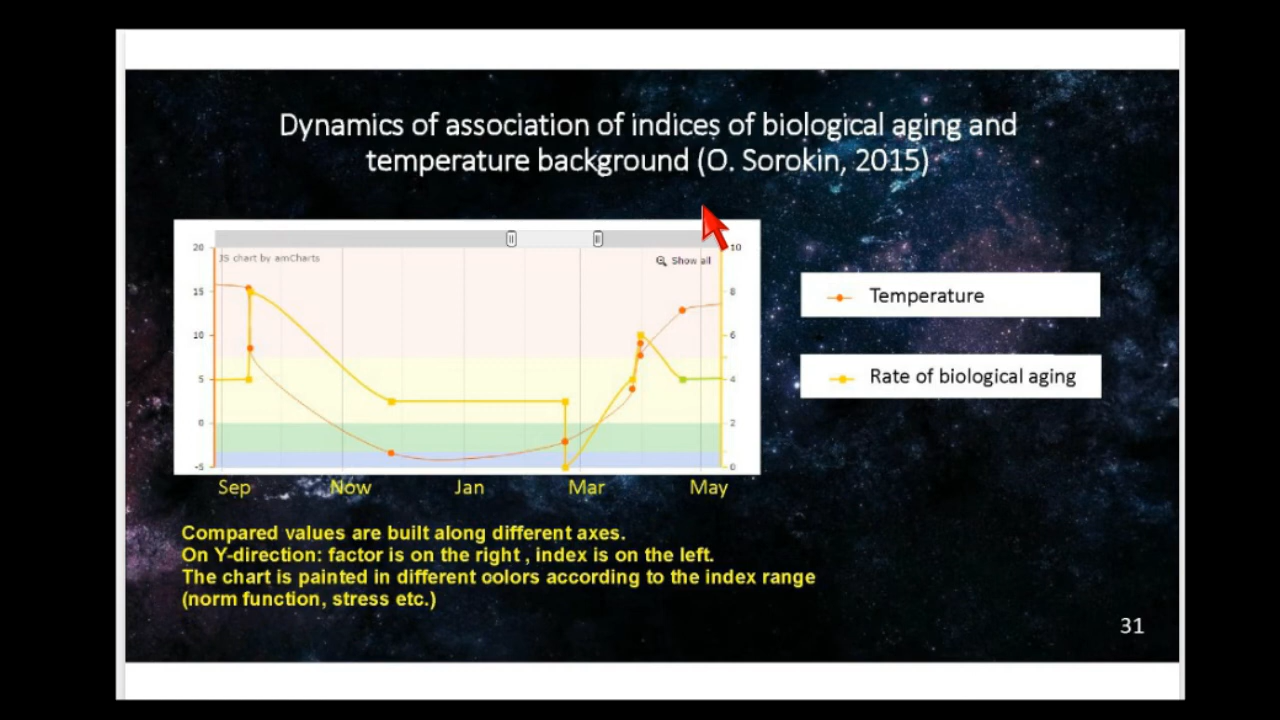 Dynamics of association of indices of biological aging and
temperature background (O. Sorokin, 2015)
JS chart by amCharts
Show all
20
15
10
5
0
-5
10
8
6
4
2
0
Sep Now Jan Mar May
Temperature
Rate of biological aging
Compared values are built along different axes.
On Y-direction: factor is on the right , index is on the left.
The chart is painted in different colors according to the index range
(norm function, stress etc.)
31